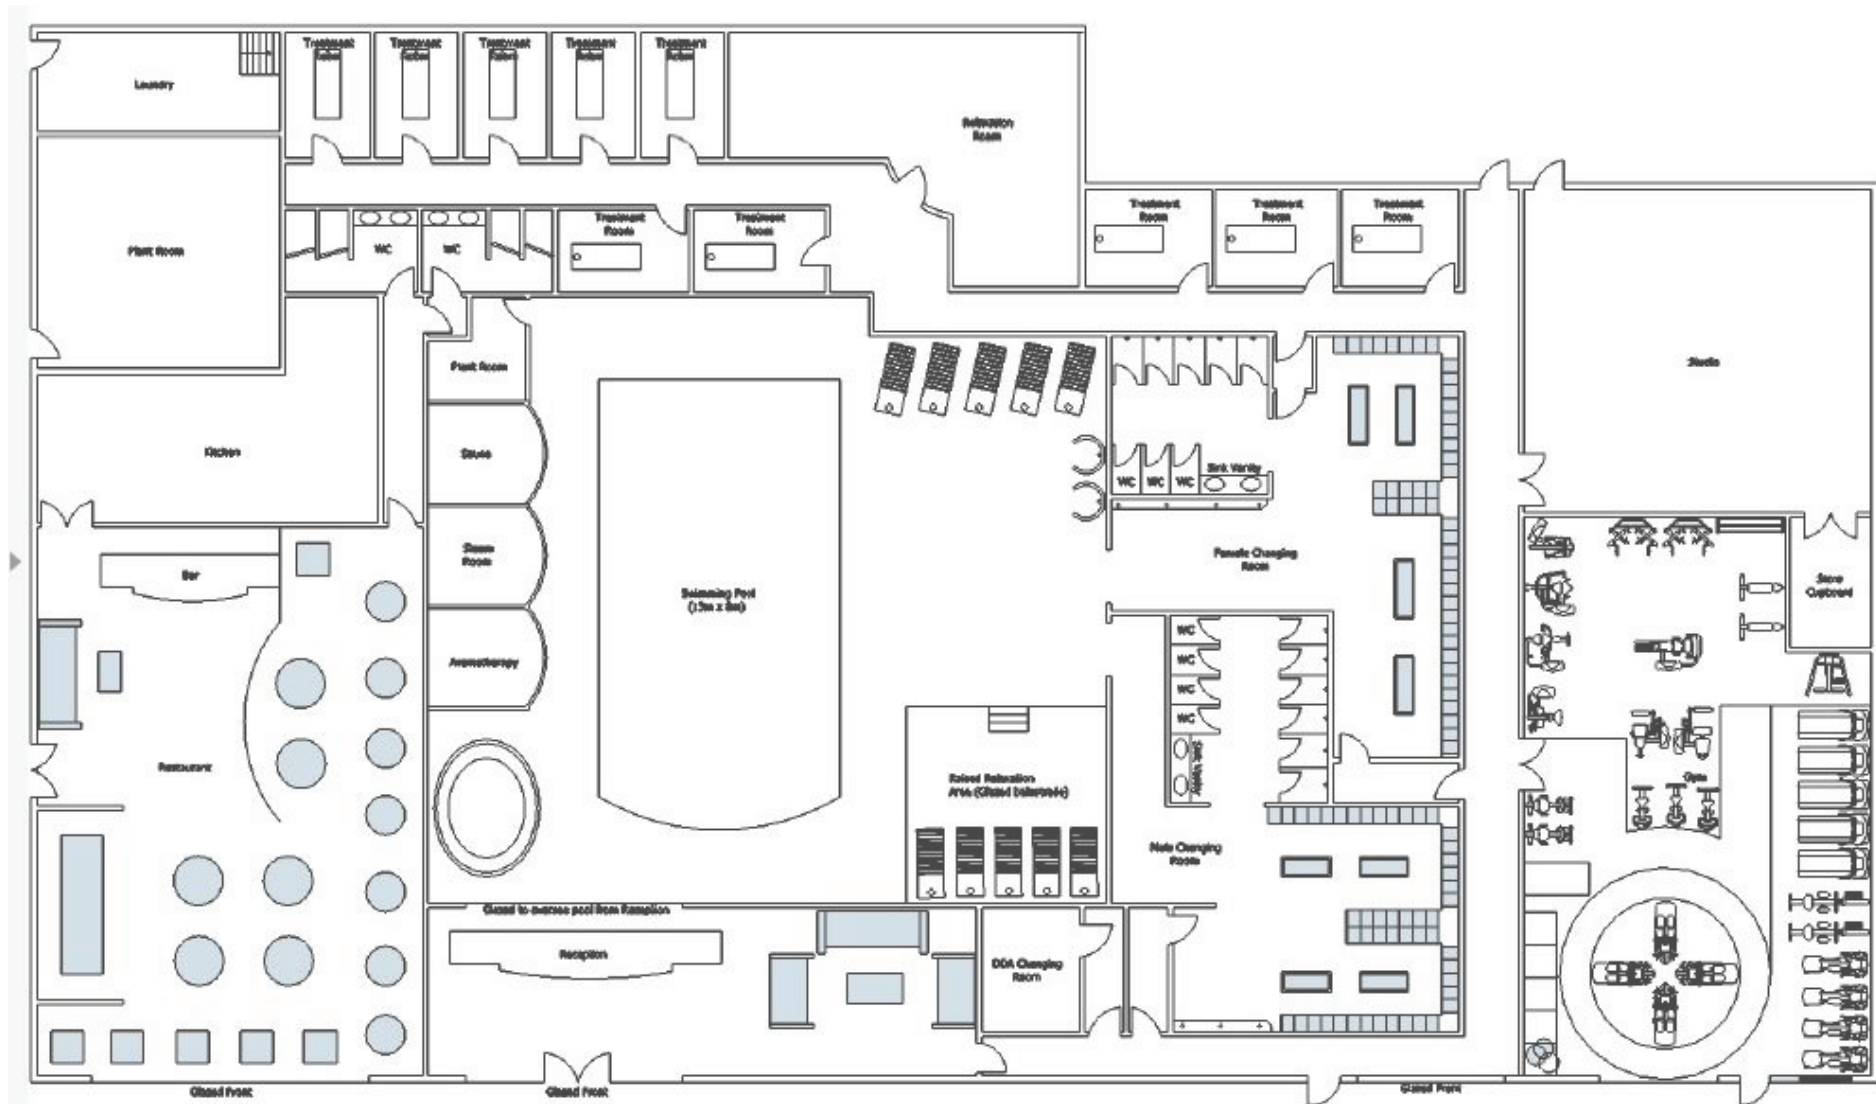 Laundry
Treatment
Room
Treatment
Room
Treatment
Room
Treatment
Room
Treatment
Room
Relaxation
Room
Plant Room
WC
WC
Treatment
Room
Treatment
Room
Treatment
Room
Treatment
Room
Treatment
Room
Studio
Plant Room
Kitchen
Sauna
WC
WC
WC
Sink Vanity
Steam
Room
Female Changing
Room
Bar
Swimming Pool
Store
Cupboard
Aromatherapy
WC
WC
WC
WC
Sink Vanity
Restaurant
Raised Relaxation
Area (Glazed balustrade)
Gym
Male Changing
Room
Glazed to oversee pool from Reception
Reception
DDA Changing
Room
Glazed Front
Glazed Front
Glazed Front